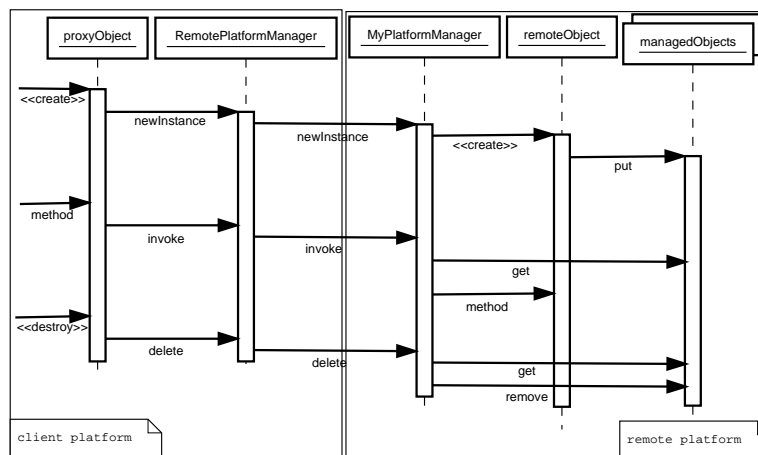 proxyObject
RemotePlatformManager
MyPlatformManager
remoteObject
managedObjects
<<create>>
newInstance
newInstance
<<create>>
put
method
invoke
invoke
get
method
<<destroy>>
delete
delete
get
remove
client platform
remote platform